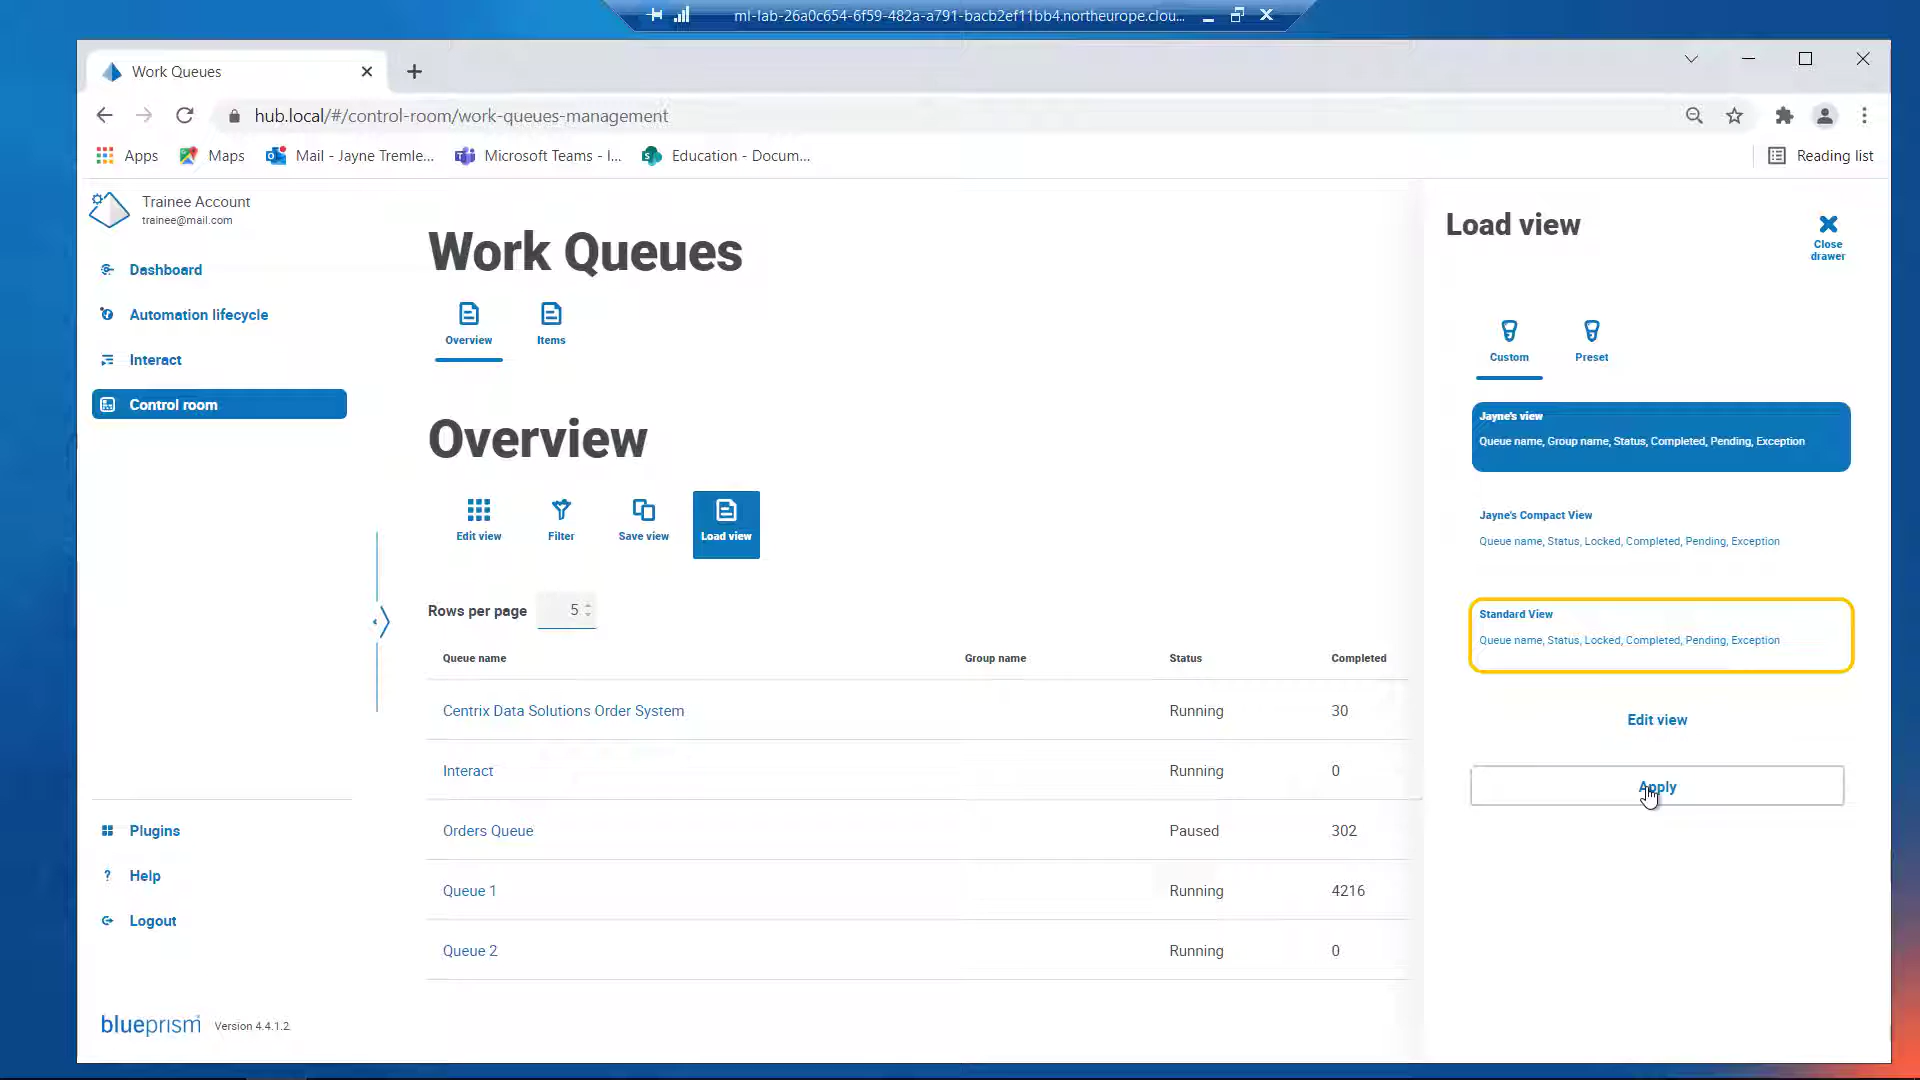 ml-lab-26a0c654-6f59-482a-a791-bacb2ef11bb4.northeurope.clou...
Work Queues
hub.local/#/control-room/work-queues-management
Apps
Maps
Mail - Jayne Tremle...
Microsoft Teams - I...
Education - Docum...
Reading list
Trainee Account
trainee@mail.com
Dashboard
Automation lifecycle
Interact
Control room
Plugins
Help
Logout
blueprism Version 4.4.1.2
Work Queues
Overview
Items
Overview
Edit view
Filter
Save view
Load view
Rows per page 5
Queue name Group name Status Completed
Centrix Data Solutions Order System Running 30
Interact Running 0
Orders Queue Paused 302
Queue 1 Running 4216
Queue 2 Running 0
Load view
Close
drawer
Custom
Preset
Jayne's view
Queue name, Group name, Status, Completed, Pending, Exception
Jayne's Compact View
Queue name, Status, Locked, Completed, Pending, Exception
Standard View
Queue name, Status, Locked, Completed, Pending, Exception
Edit view
Apply